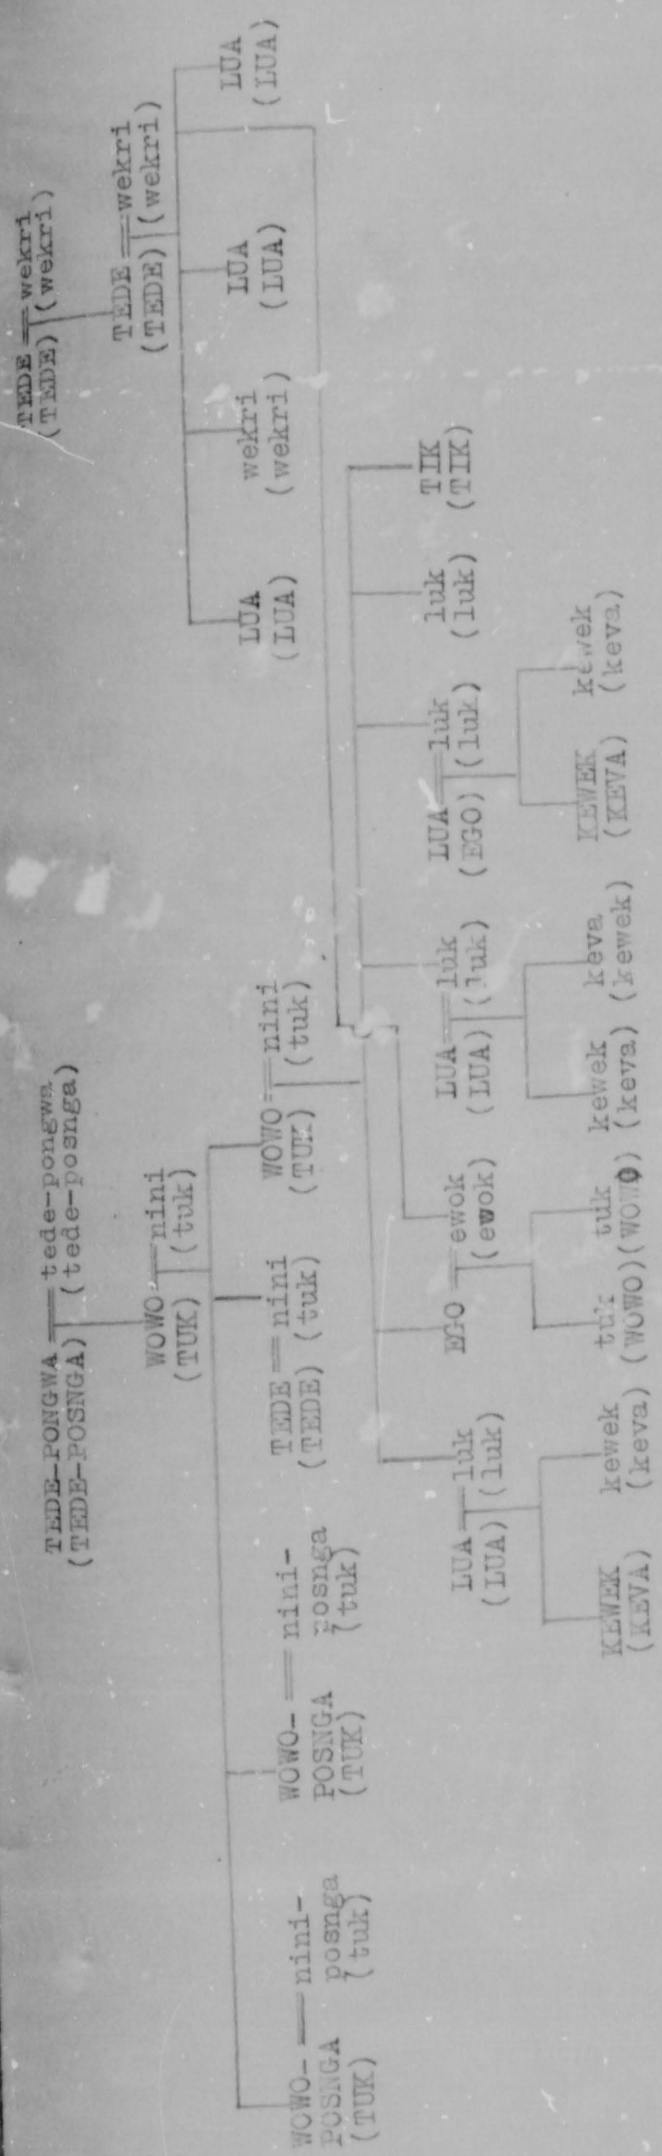 TEDE == wekri
(TEDE) (wekri)
TEDE == wekri
(TEDE) (wekri)
LUA
(LUA)
wekri
(wekri)
LUA
(LUA)
LUA
(LUA)
TEDE-PONGWA == tede-pongwa
(TEDE-POSNGA) (tede-posnga)
WOWO == nini
(TUK) (tuk)
WOWO- == nini-
POSNGA posnga
(TUK) (tuk)
WOWO- == nini-
POSNGA posnga
(TUK) (tuk)
TEDE == nini
(TEDE) (tuk)
WOWO == nini
(TUK) (tuk)
LUA == luk
(LUA) (luk)
EGO == ewok
(ewok)
LUA == luk
(LUA) (luk)
LUA == luk
(EGO) (luk)
luk
(luk)
TIK
(TIK)
KEWEK kewek
(KEVA) (keva)
tuk tuk
(WOWO) (WOWO)
kewek keva
(keva) (kewek)
KEWEK kewek
(KEVA) (keva)